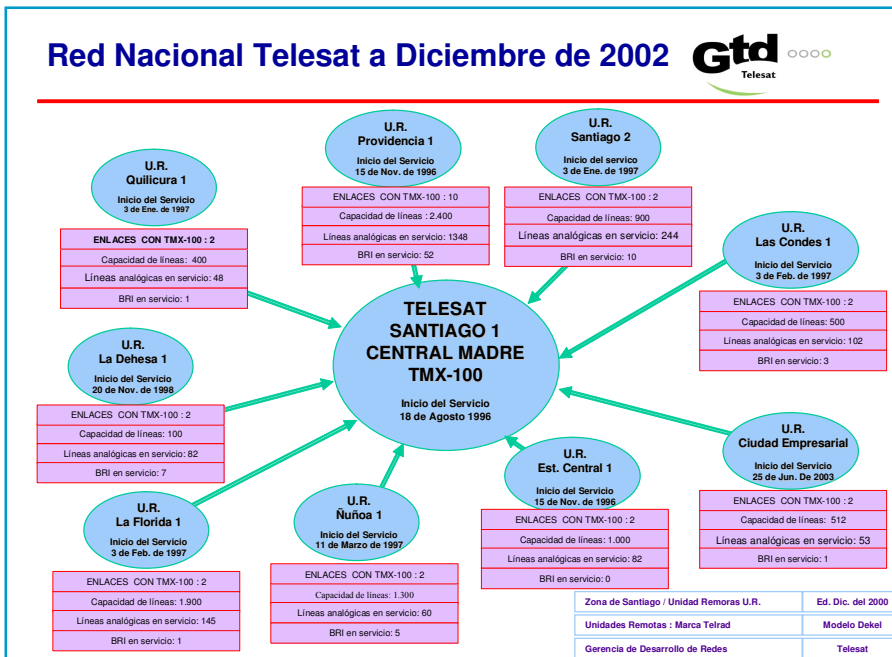 Red Nacional Telesat a Diciembre de 2002
Gtd
Telesat
U.R.
Quilicura 1
Inicio del Servicio
3 de Ene. de 1997
ENLACES CON TMX-100 : 2
Capacidad de líneas: 400
Líneas analógicas en servicio: 48
BRI en servicio: 1
U.R.
Providencia 1
Inicio del Servicio
15 de Nov. de 1996
ENLACES CON TMX-100 : 10
Capacidad de líneas : 2.400
Líneas analógicas en servicio: 1348
BRI en servicio: 52
U.R.
Santiago 2
Inicio del servico
3 de Ene. de 1997
ENLACES CON TMX-100 : 2
Capacidad de líneas: 900
Líneas analógicas en servicio: 244
BRI en servicio: 10
U.R.
Las Condes 1
Inicio del Servicio
3 de Feb. de 1997
ENLACES CON TMX-100 : 2
Capacidad de líneas: 500
Líneas analógicas en servicio: 102
BRI en servicio: 3
TELESAT
SANTIAGO 1
CENTRAL MADRE
TMX-100
Inicio del Servicio
18 de Agosto 1996
U.R.
La Dehesa 1
Inicio del Servicio
20 de Nov. de 1998
ENLACES CON TMX-100 : 2
Capacidad de líneas: 100
Líneas analógicas en servicio: 82
BRI en servicio: 7
U.R.
La Florida 1
Inicio del Servicio
3 de Feb. de 1997
ENLACES CON TMX-100 : 2
Capacidad de líneas: 1.900
Líneas analógicas en servicio: 145
BRI en servicio: 1
U.R.
Ñuñoa 1
Inicio del Servicio
11 de Marzo de 1997
ENLACES CON TMX-100 : 2
Capacidad de líneas: 1.300
Líneas analógicas en servicio: 60
BRI en servicio: 5
U.R.
Est. Central 1
Inicio del Servicio
15 de Nov. de 1996
ENLACES CON TMX-100 : 2
Capacidad de líneas: 1.000
Líneas analógicas en servicio: 82
BRI en servicio: 0
U.R.
Ciudad Empresarial
Inicio del Servicio
25 de Jun. De 2003
ENLACES CON TMX-100 : 2
Capacidad de líneas: 512
Líneas analógicas en servicio: 53
BRI en servicio: 1
Zona de Santiago / Unidad Remoras U.R. Ed. Dic. del 2000
Unidades Remotas : Marca Telrad Modelo Dekel
Gerencia de Desarrollo de Redes Telesat